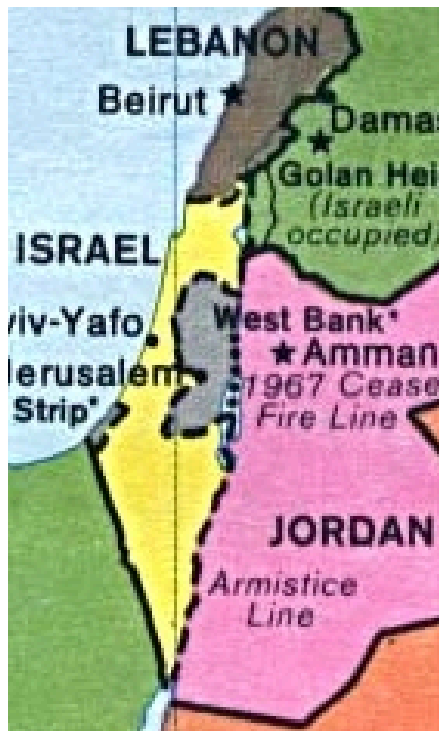 LEBANON
Beirut
Damas
Golan Hei
(Israeli
occupied)
ISRAEL
viv-Yafo
West Bank*
Amman
Jerusalem
1967 Cease
Strip*
Fire Line
JORDAN
Armistice
Line